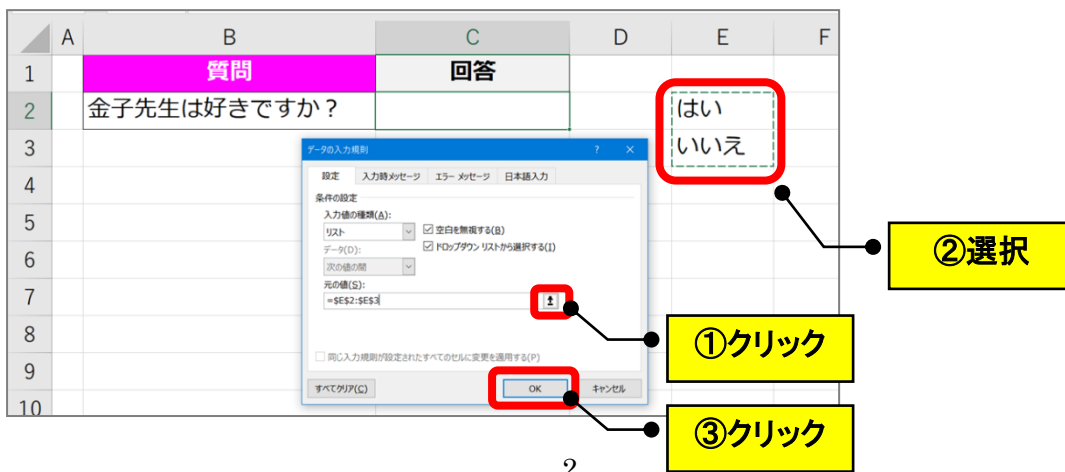 A B C D E F
1 質問 回答
2 金子先生は好きですか？ はい
3 いいえ
4
5
6
7
8
9
10
データの入力規則 ? ×
設定 入力時メッセージ エラー メッセージ 日本語入力
条件の設定
入力値の種類(A):
リスト 空白を無視する(B)
データ(D): ドロップダウン リストから選択する(I)
次の値の間
元の値(S):
=$E$2:$E$3
同じ入力規則が設定されたすべてのセルに変更を適用する(P)
すべてクリア(C) OK キャンセル
②選択
①クリック
③クリック